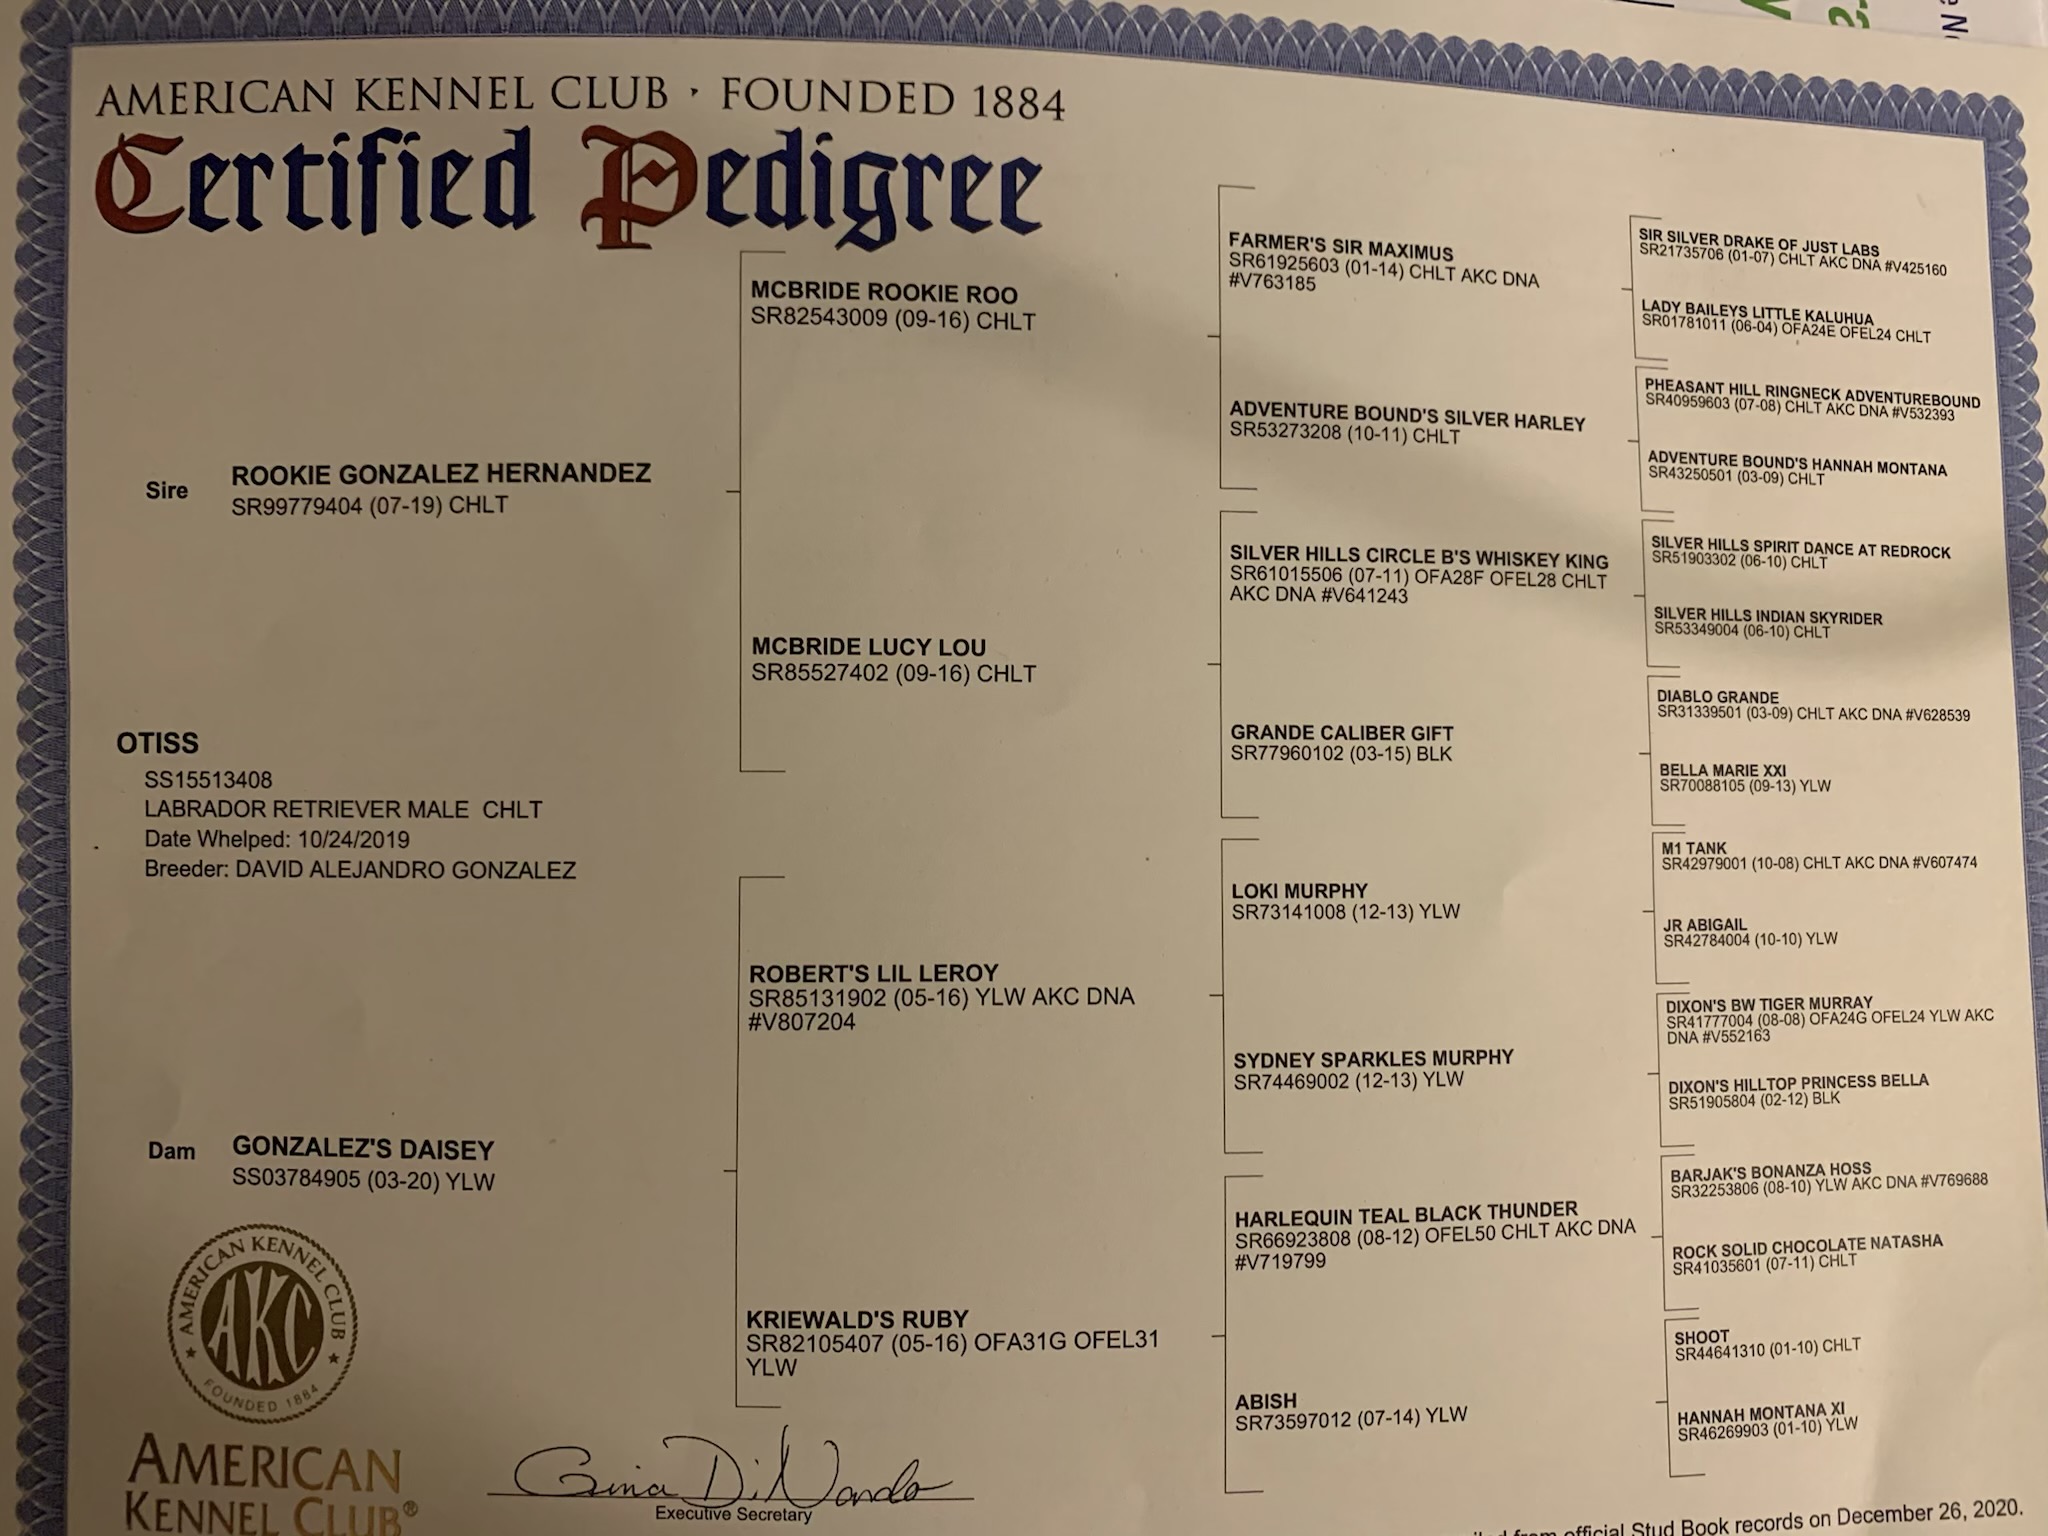 AMERICAN KENNEL CLUB · FOUNDED 1884
Certified Pedigree
Sire
ROOKIE GONZALEZ HERNANDEZ
SR99779404 (07-19) CHLT
OTISS
SS15513408
LABRADOR RETRIEVER MALE CHLT
Date Whelped: 10/24/2019
Breeder: DAVID ALEJANDRO GONZALEZ
Dam
GONZALEZ'S DAISEY
SS03784905 (03-20) YLW
MCBRIDE ROOKIE ROO
SR82543009 (09-16) CHLT
MCBRIDE LUCY LOU
SR85527402 (09-16) CHLT
ROBERT'S LIL LEROY
SR85131902 (05-16) YLW AKC DNA
#V807204
KRIEWALD'S RUBY
SR82105407 (05-16) OFA31G OFEL31
YLW
FARMER'S SIR MAXIMUS
SR61925603 (01-14) CHLT AKC DNA
#V763185
ADVENTURE BOUND'S SILVER HARLEY
SR53273208 (10-11) CHLT
SILVER HILLS CIRCLE B'S WHISKEY KING
SR61015506 (07-11) OFA28F OFEL28 CHLT
AKC DNA #V641243
GRANDE CALIBER GIFT
SR77960102 (03-15) BLK
LOKI MURPHY
SR73141008 (12-13) YLW
SYDNEY SPARKLES MURPHY
SR74469002 (12-13) YLW
HARLEQUIN TEAL BLACK THUNDER
SR66923808 (08-12) OFEL50 CHLT AKC DNA
#V719799
ABISH
SR73597012 (07-14) YLW
SIR SILVER DRAKE OF JUST LABS
SR21735706 (01-07) CHLT AKC DNA #V425160
LADY BAILEYS LITTLE KALUHUA
SR01781011 (06-04) OFA24E OFEL24 CHLT
PHEASANT HILL RINGNECK ADVENTUREBOUND
SR40959603 (07-08) CHLT AKC DNA #V532393
ADVENTURE BOUND'S HANNAH MONTANA
SR43250501 (03-09) CHLT
SILVER HILLS SPIRIT DANCE AT REDROCK
SR51903302 (06-10) CHLT
SILVER HILLS INDIAN SKYRIDER
SR53349004 (06-10) CHLT
DIABLO GRANDE
SR31339501 (03-09) CHLT AKC DNA #V628539
BELLA MARIE XXI
SR70088105 (09-13) YLW
M1 TANK
SR42979001 (10-08) CHLT AKC DNA #V607474
JR ABIGAIL
SR42784004 (10-10) YLW
DIXON'S BW TIGER MURRAY
SR41777004 (08-08) OFA24G OFEL24 YLW AKC
DNA #V552163
DIXON'S HILLTOP PRINCESS BELLA
SR51905804 (02-12) BLK
BARJAK'S BONANZA HOSS
SR32253806 (08-10) YLW AKC DNA #V769688
ROCK SOLID CHOCOLATE NATASHA
SR41035601 (07-11) CHLT
SHOOT
SR44641310 (01-10) CHLT
HANNAH MONTANA XI
SR46269903 (01-10) YLW
AMERICAN KENNEL CLUB
AKC
FOUNDED 1884
AMERICAN
KENNEL CLUB®
Gina DiNardo
Executive Secretary
from official Stud Book records on December 26, 2020.